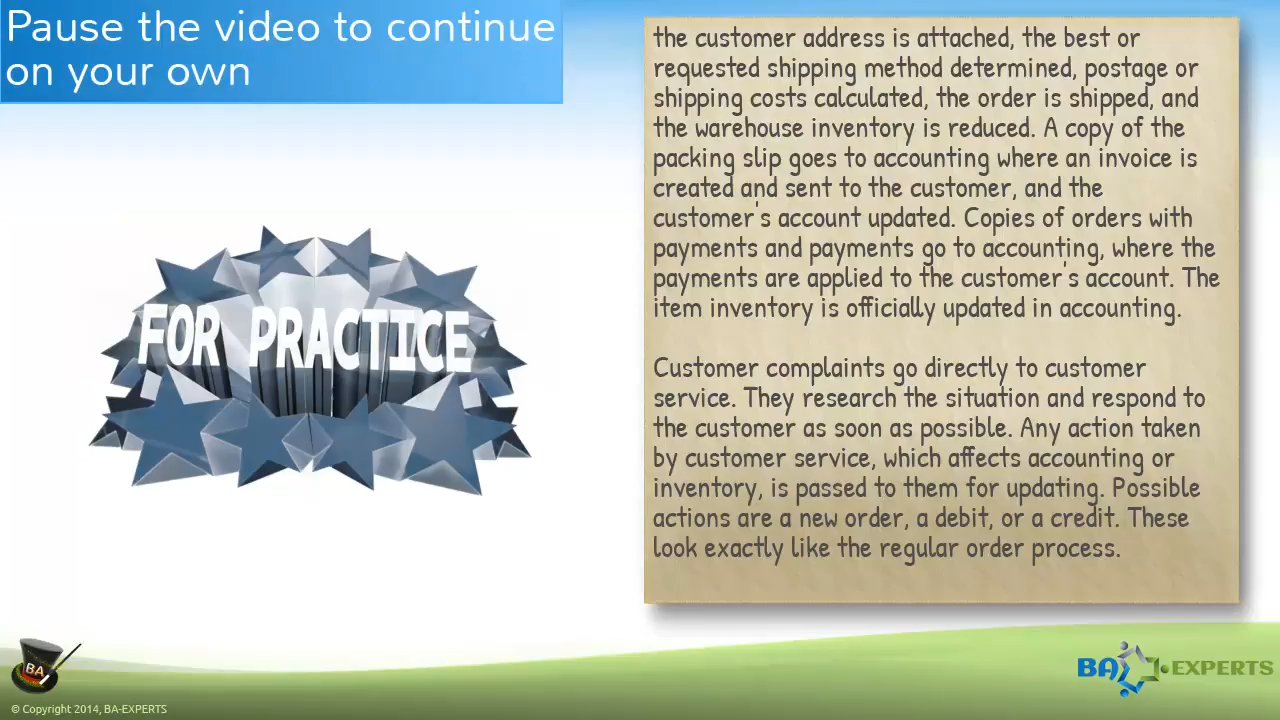 Pause the video to continue
on your own
the customer address is attached, the best or
requested shipping method determined, postage or
shipping costs calculated, the order is shipped, and
the warehouse inventory is reduced. A copy of the
packing slip goes to accounting where an invoice is
created and sent to the customer, and the
customer's account updated. Copies of orders with
payments and payments go to accounting, where the
payments are applied to the customer's account. The
item inventory is officially updated in accounting.
Customer complaints go directly to customer
service. They research the situation and respond to
the customer as soon as possible. Any action taken
by customer service, which affects accounting or
inventory, is passed to them for updating. Possible
actions are a new order, a debit, or a credit. These
look exactly like the regular order process.
FOR PRACTICE
BA
© Copyright 2014, BA-EXPERTS
BA EXPERTS